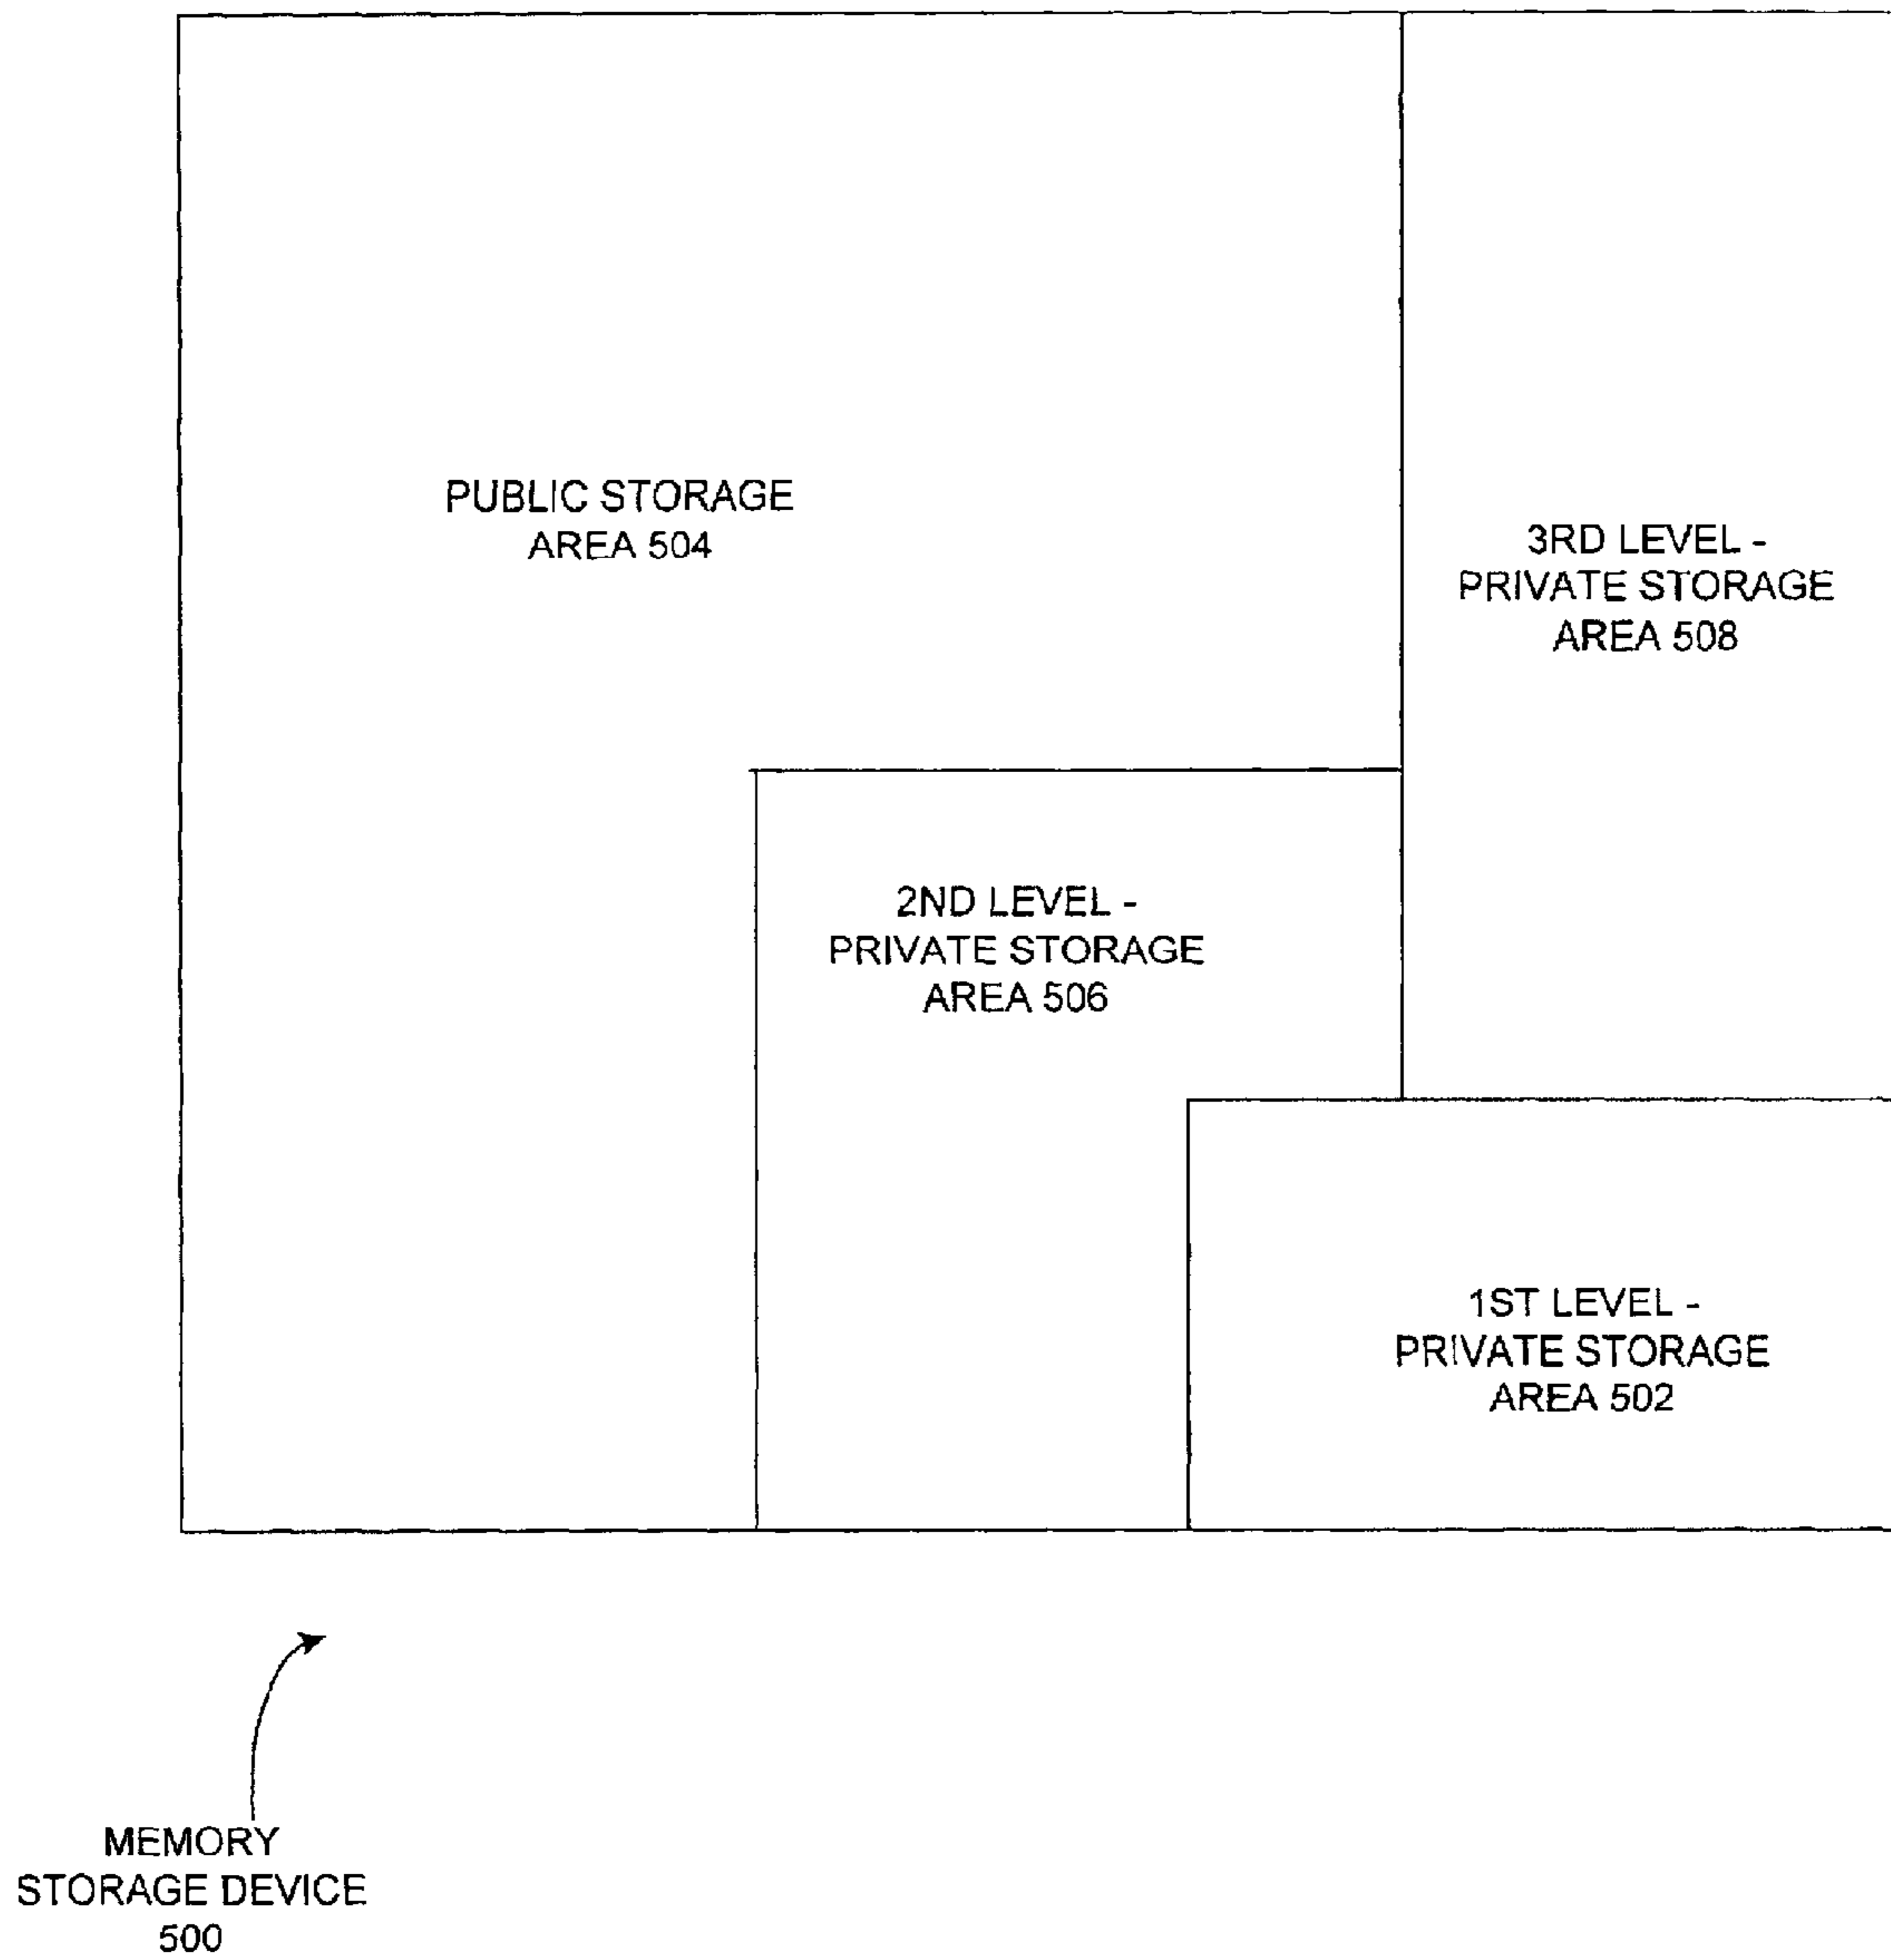 PUBLIC STORAGE
AREA 504
3RD LEVEL -
PRIVATE STORAGE
AREA 508
2ND LEVEL -
PRIVATE STORAGE
AREA 506
1ST LEVEL -
PRIVATE STORAGE
AREA 502
MEMORY
STORAGE DEVICE
500